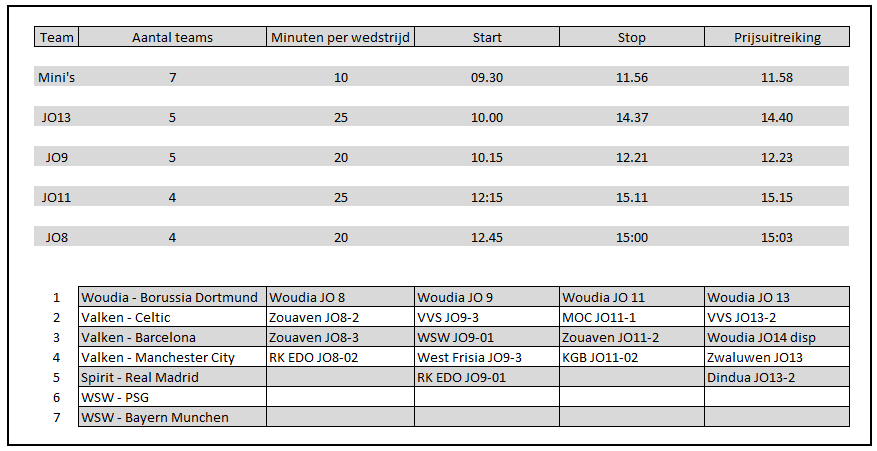 Team Aantal teams Minuten per wedstrijd Start Stop Prijsuitreiking
Mini's 7 10 09.30 11.56 11.58
JO13 5 25 10.00 14.37 14.40
JO9 5 20 10.15 12.21 12.23
JO11 4 25 12:15 15.11 15.15
JO8 4 20 12.45 15:00 15:03
1 Woudia - Borussia Dortmund Woudia JO 8 Woudia JO 9 Woudia JO 11 Woudia JO 13
2 Valken - Celtic Zouaven JO8-2 VVS JO9-3 MOC JO11-1 VVS JO13-2
3 Valken - Barcelona Zouaven JO8-3 WSW JO9-01 Zouaven JO11-2 Woudia JO14 disp
4 Valken - Manchester City RK EDO JO8-02 West Frisia JO9-3 KGB JO11-02 Zwaluwen JO13
5 Spirit - Real Madrid RK EDO JO9-01 Dindua JO13-2
6 WSW - PSG
7 WSW - Bayern Munchen